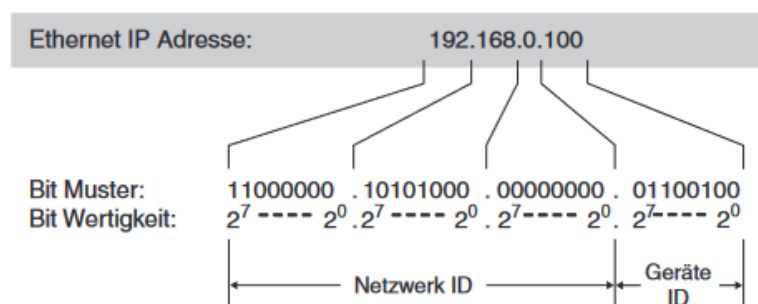 Ethernet IP Adresse: 192.168.0.100
Bit Muster: 11000000 .10101000 .00000000 . 01100100
Bit Wertigkeit: 2⁷ ---- 2⁰.2⁷ ---- 2⁰.2⁷ ---- 2⁰. 2⁷--- 2⁰
Netzwerk ID
Geräte
ID